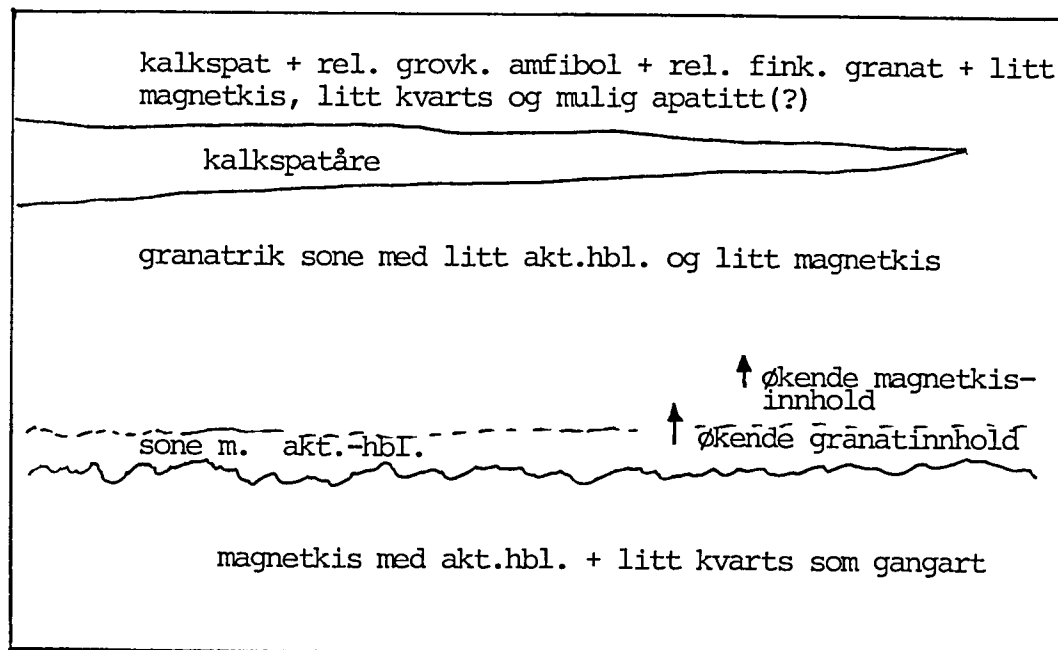 kalkspat + rel. grovk. amfibol + rel. fink. granat + litt
magnetkis, litt kvarts og mulig apatitt(?)
kalkspatåre
granatrik sone med litt akt.hbl. og litt magnetkis
økende magnetkis-
innhold
sone m. akt.-hbl.
økende granatinnhold
magnetkis med akt.hbl. + litt kvarts som gangart